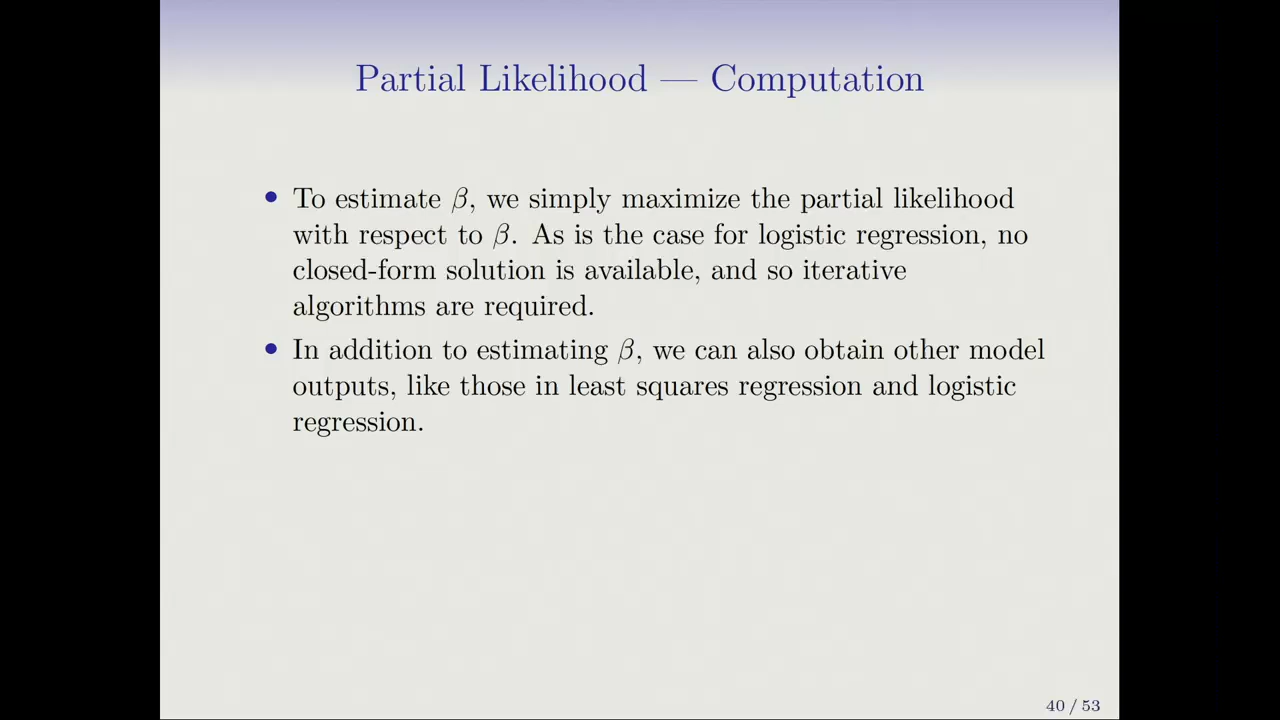 Partial Likelihood — Computation
• To estimate β, we simply maximize the partial likelihood
with respect to β. As is the case for logistic regression, no
closed-form solution is available, and so iterative
algorithms are required.
• In addition to estimating β, we can also obtain other model
outputs, like those in least squares regression and logistic
regression.
40 / 53